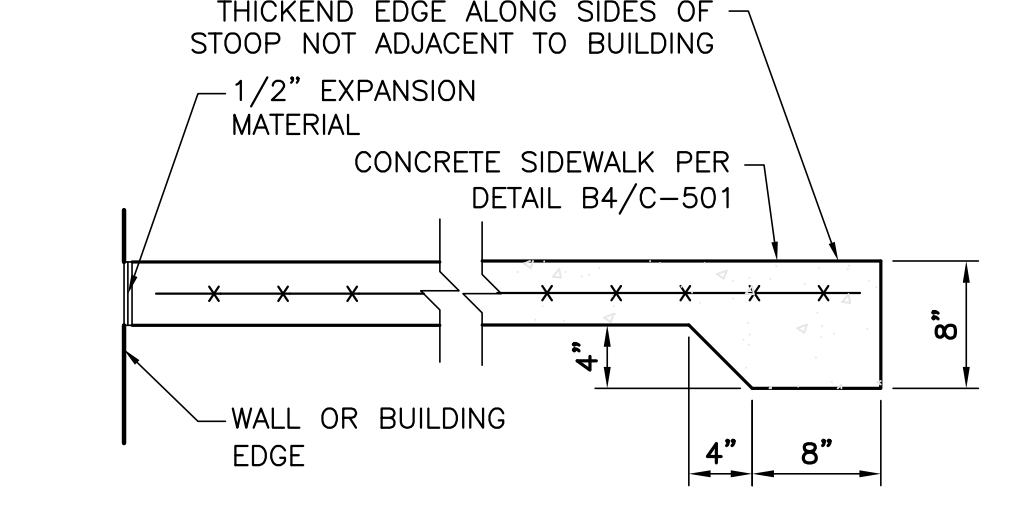 THICKEND EDGE ALONG SIDES OF
STOOP NOT ADJACENT TO BUILDING
1/2" EXPANSION
MATERIAL
CONCRETE SIDEWALK PER
DETAIL B4/C-501
8"
4"
WALL OR BUILDING
EDGE
4"
8"